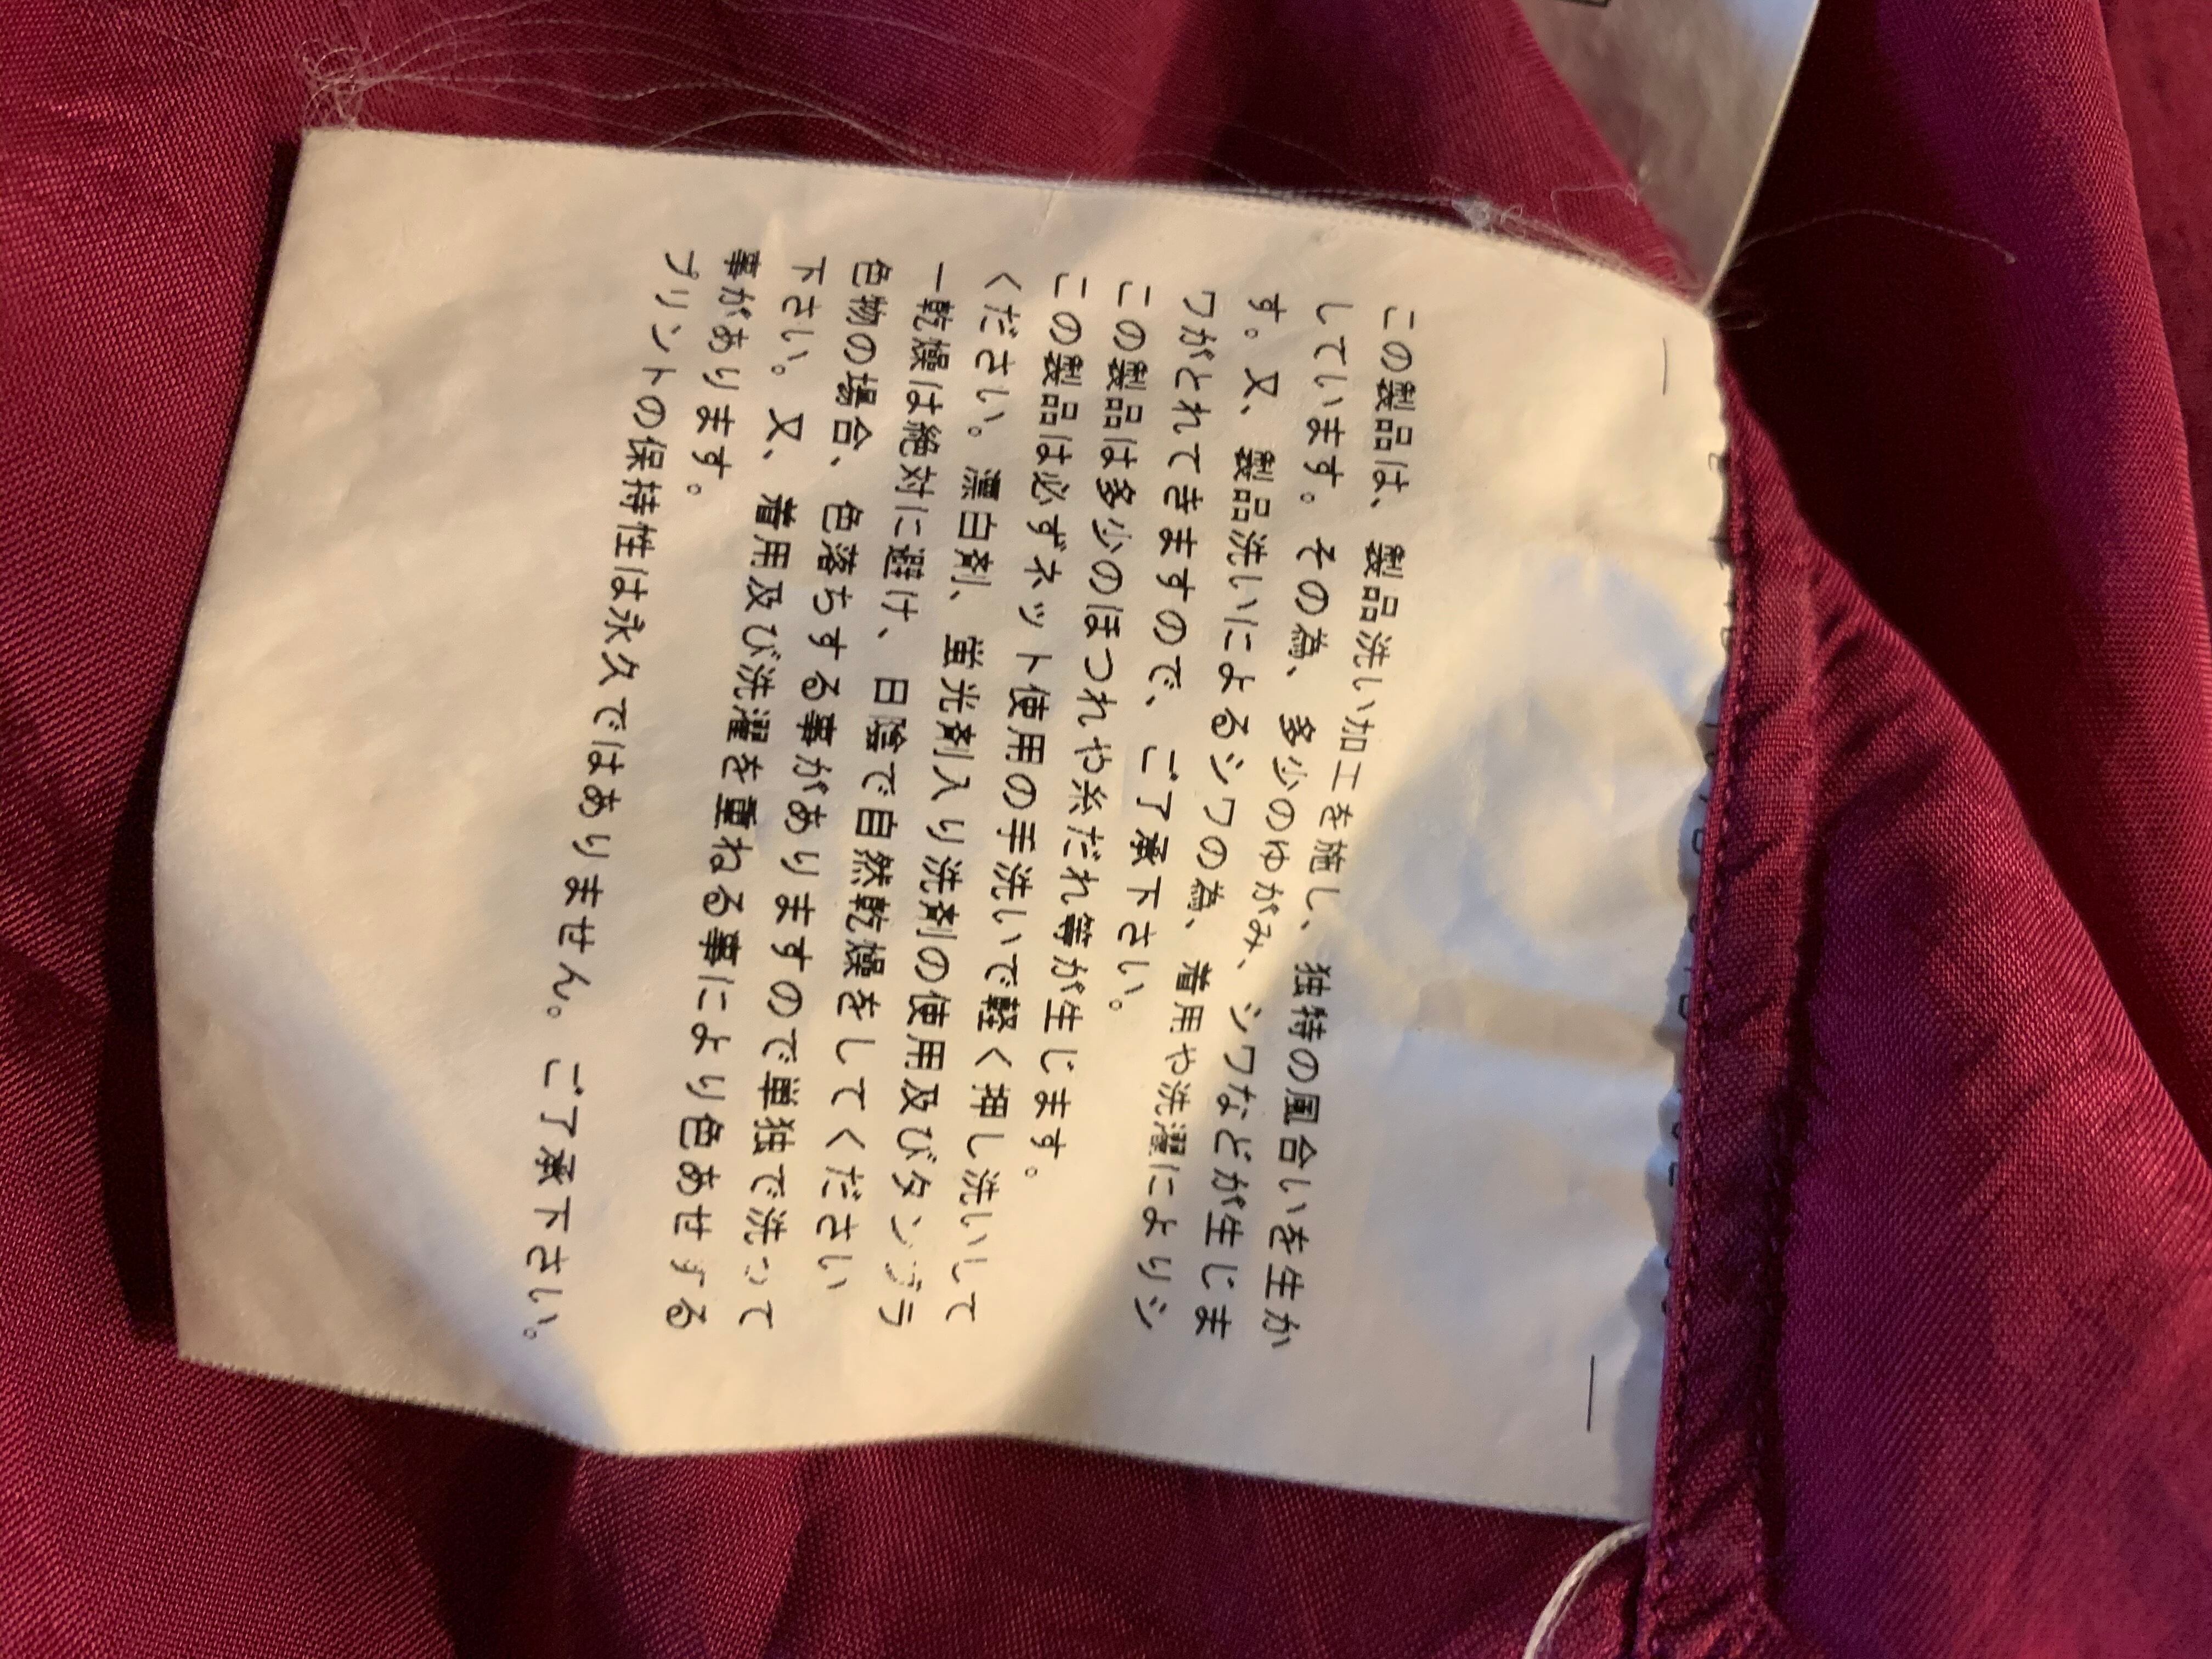 この製品は、製品洗い加工を施し、独特の風合いを生か
しています。その為、多少のゆがみ、シワなどが生じま
す。又、製品洗いによるシワの為、着用や洗濯によりシ
ワがとれてきますので、ご了承下さい。
この製品は多少のほつれや糸だれ等が生じます。
この製品は必ずネット使用の手洗いで軽く押し洗いして
ください。漂白剤、蛍光剤入り洗剤の使用及びタンブラ
ー乾燥は絶対に避け、日陰で自然乾燥をしてください
色物の場合、色落ちする事がありますので単独で洗って
下さい。又、着用及び洗濯を重ねる事により色あせする
事があります。
プリントの保持性は永久ではありません。ご了承下さい。